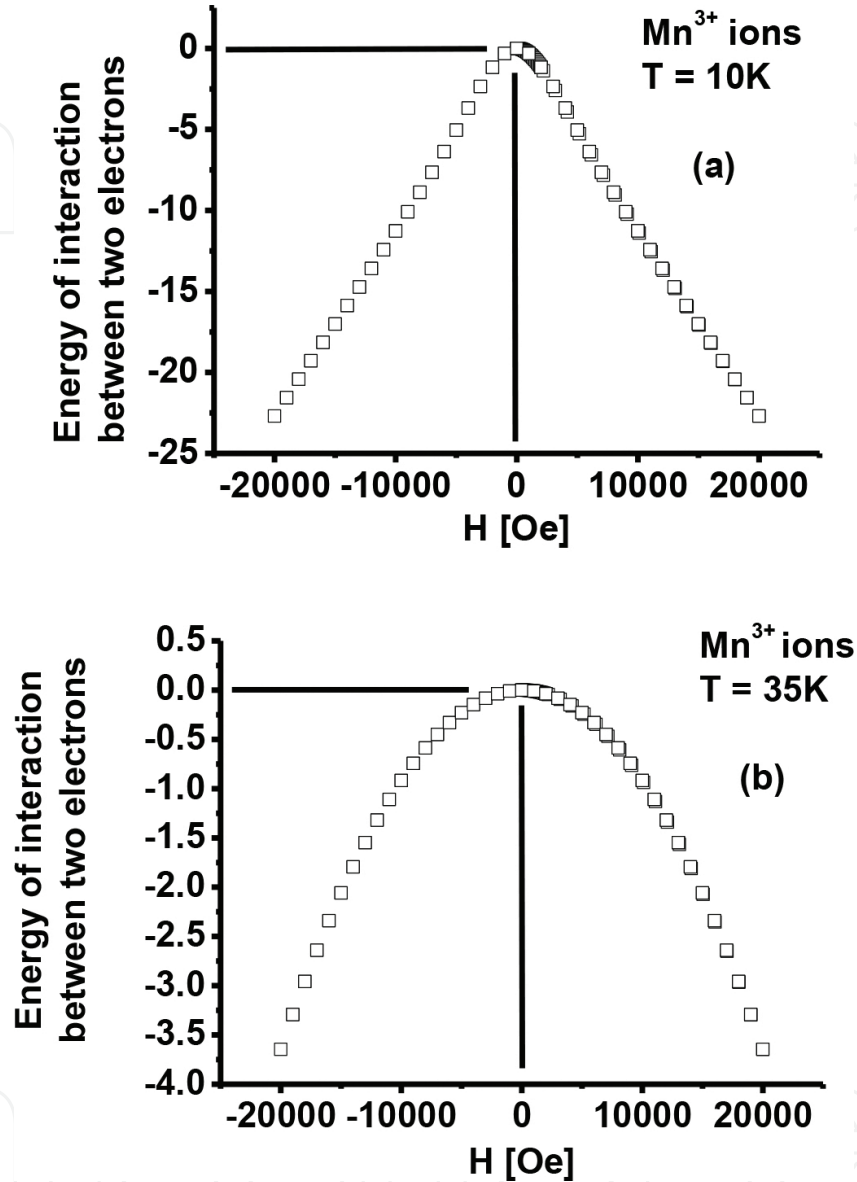 Mn³⁺ ions
T = 10K
(a)
Energy of interaction
between two electrons
0
-5
-10
-15
-20
-25
-20000 -10000 0 10000 20000
H [Oe]
Mn³⁺ ions
T = 35K
(b)
Energy of interaction
between two electrons
0.5
0.0
-0.5
-1.0
-1.5
-2.0
-2.5
-3.0
-3.5
-4.0
-20000 -10000 0 10000 20000
H [Oe]